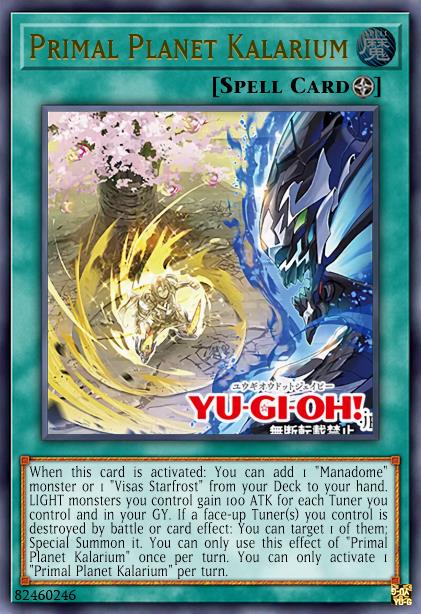 PRIMAL PLANET KALARIUM 魔
[SPELL CARD]
ユウギオウドットジェイピー
YU-GI-OH!
無断転載禁止
When this card is activated: You can add 1 "Manadome"
monster or 1 "Visas Starfrost" from your Deck to your hand.
LIGHT monsters you control gain 100 ATK for each Tuner you
control and in your GY. If a face-up Tuner(s) you control is
destroyed by battle or card effect: You can target 1 of them;
Special Summon it. You can only use this effect of "Primal
Planet Kalarium" once per turn. You can only activate 1
"Primal Planet Kalarium" per turn.
82460246